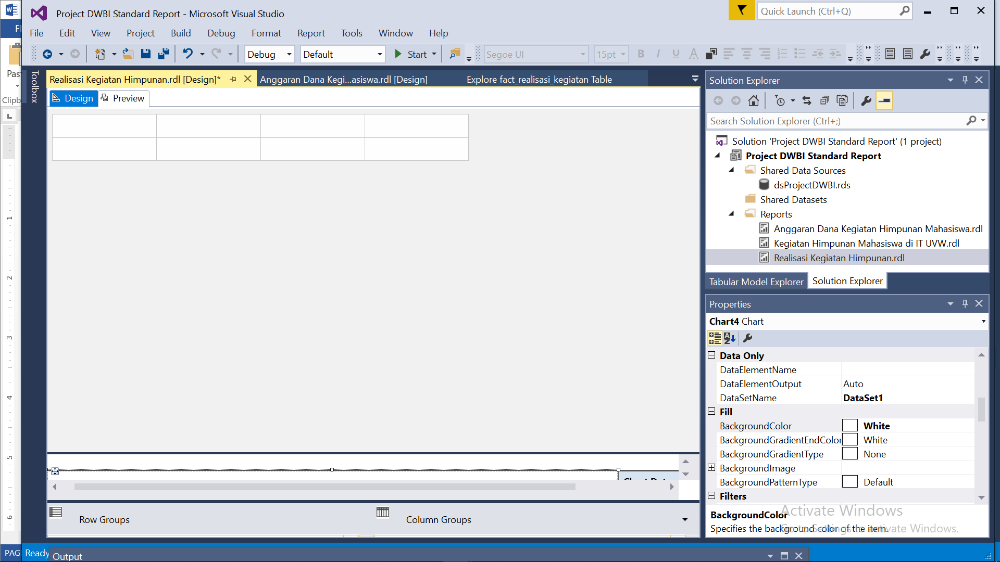 Project DWBI Standard Report - Microsoft Visual Studio
Quick Launch (Ctrl+Q)
File Edit View Project Build Debug Format Report Tools Window Help
Debug Default Start Segoe UI 15pt B I U A
Pas
Clipb
Toolbox
Realisasi Kegiatan Himpunan.rdl [Design]* Anggaran Dana Kegi...asiswa.rdl [Design] Explore fact_realisasi_kegiatan Table
Design Preview
Solution Explorer
Search Solution Explorer (Ctrl+;)
Solution 'Project DWBI Standard Report' (1 project)
Project DWBI Standard Report
Shared Data Sources
dsProjectDWBI.rds
Shared Datasets
Reports
Anggaran Dana Kegiatan Himpunan Mahasiswa.rdl
Kegiatan Himpunan Mahasiswa di IT UVW.rdl
Realisasi Kegiatan Himpunan.rdl
Tabular Model Explorer Solution Explorer
Properties
Chart4 Chart
Data Only
DataElementName
DataElementOutput Auto
DataSetName DataSet1
Fill
BackgroundColor White
BackgroundGradientEndColor White
BackgroundGradientType None
BackgroundImage
BackgroundPatternType Default
Filters
BackgroundColor
Specifies the background color of the item.
Activate Windows
Go to Settings to activate Windows.
1
2
3
4
5
6
Row Groups Column Groups
PAG
Ready
Output